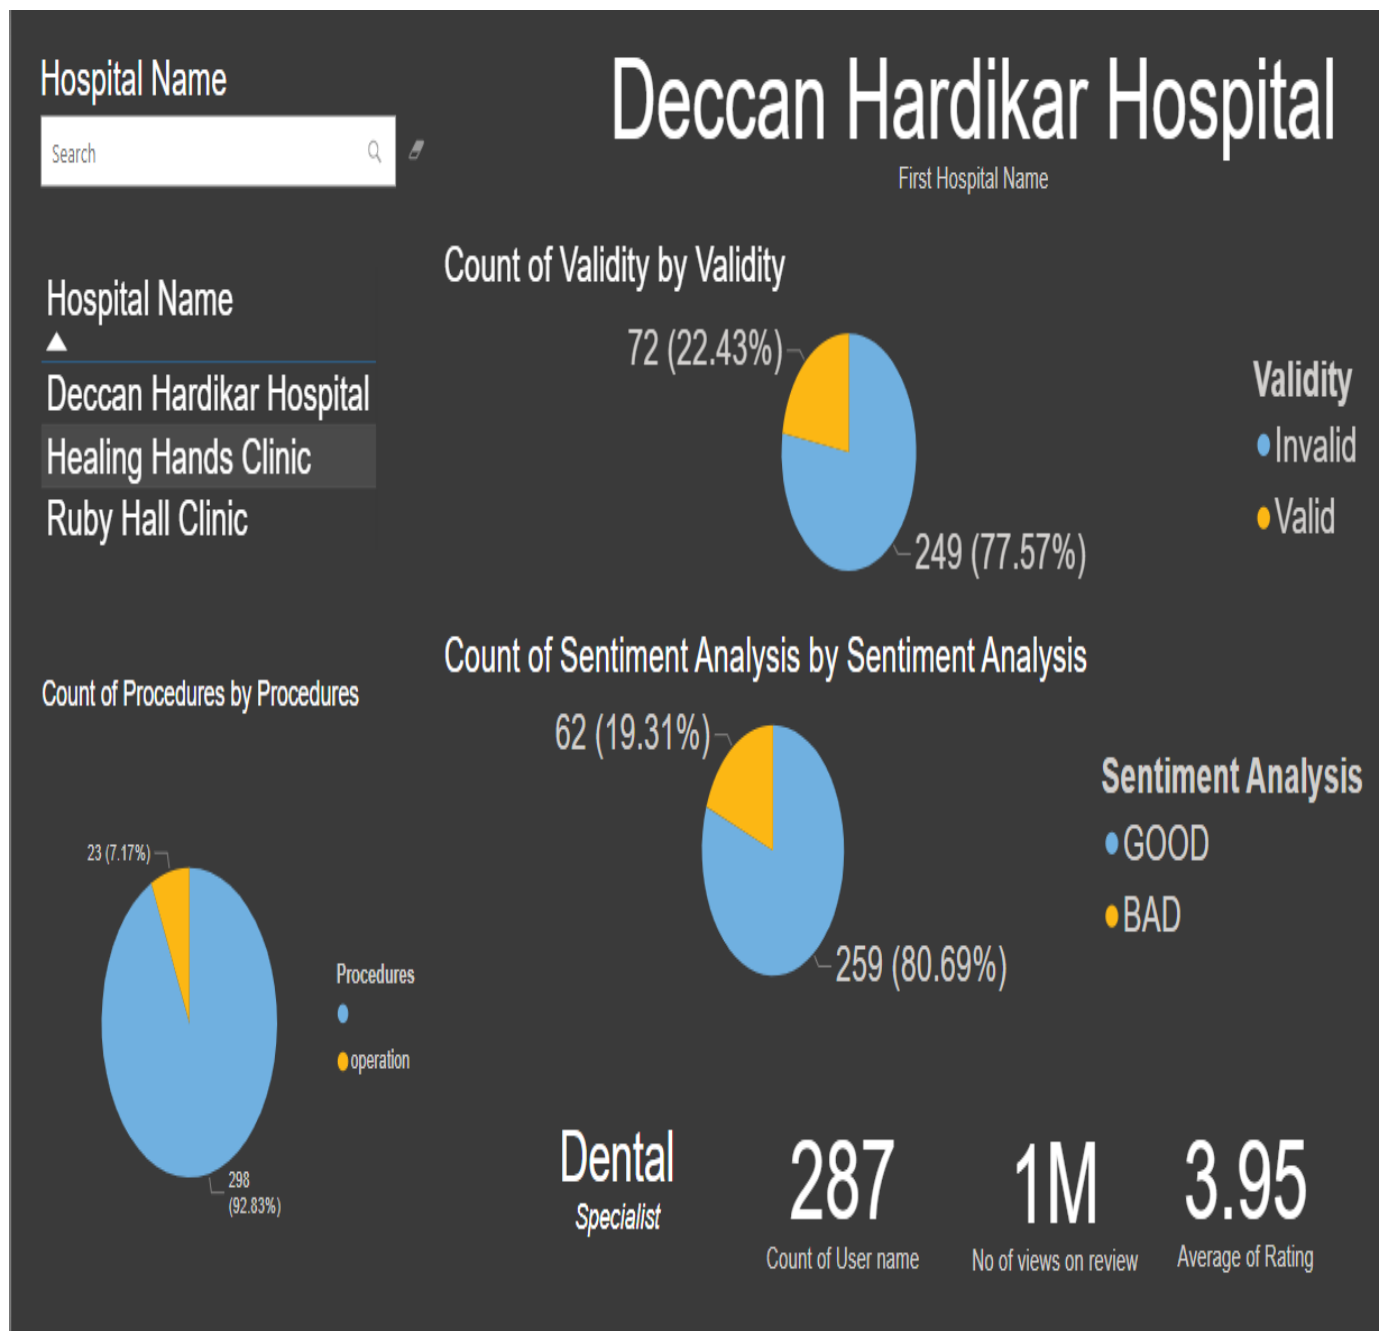 Hospital Name
Search
Deccan Hardikar Hospital
First Hospital Name
Hospital Name
Deccan Hardikar Hospital
Healing Hands Clinic
Ruby Hall Clinic
Count of Validity by Validity
72 (22.43%)
249 (77.57%)
Validity
Invalid
Valid
Count of Sentiment Analysis by Sentiment Analysis
62 (19.31%)
259 (80.69%)
Sentiment Analysis
GOOD
BAD
Count of Procedures by Procedures
23 (7.17%)
298
(92.83%)
Procedures
operation
Dental
Specialist
287
Count of User name
1M
No of views on review
3.95
Average of Rating